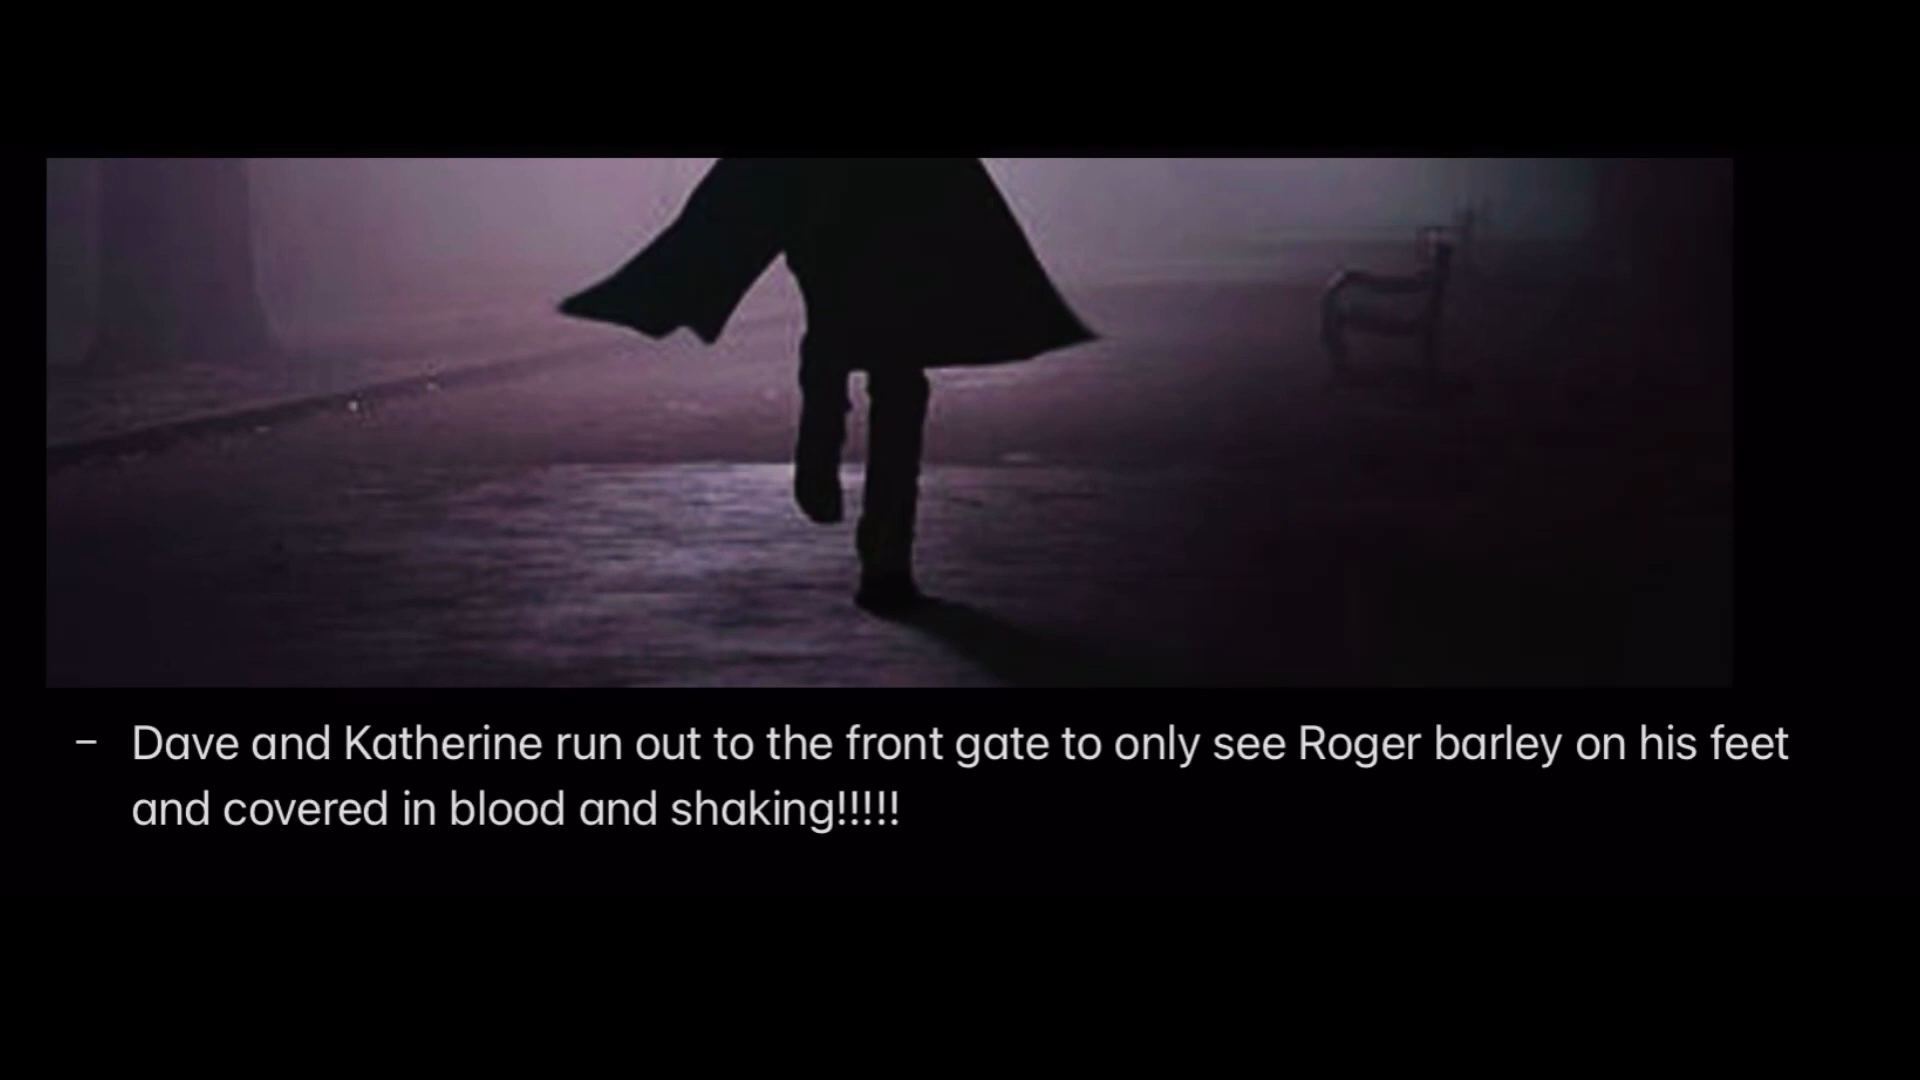 – Dave and Katherine run out to the front gate to only see Roger barley on his feet
and covered in blood and shaking!!!!!